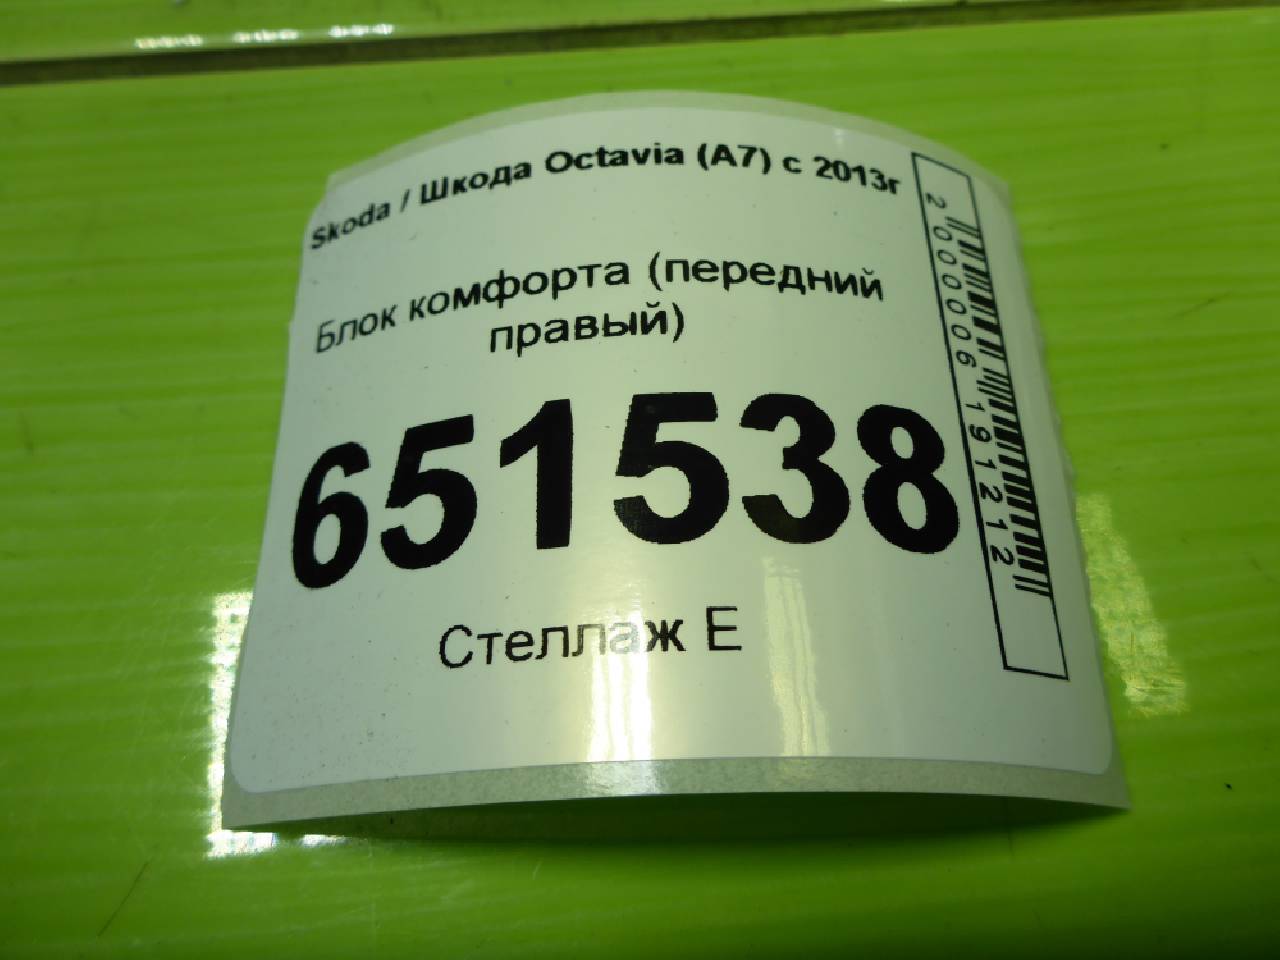 Skoda / Шкода Octavia (A7) с 2013г
Блок комфорта (передний
правый)
651538
Стеллаж Е
2000006191212